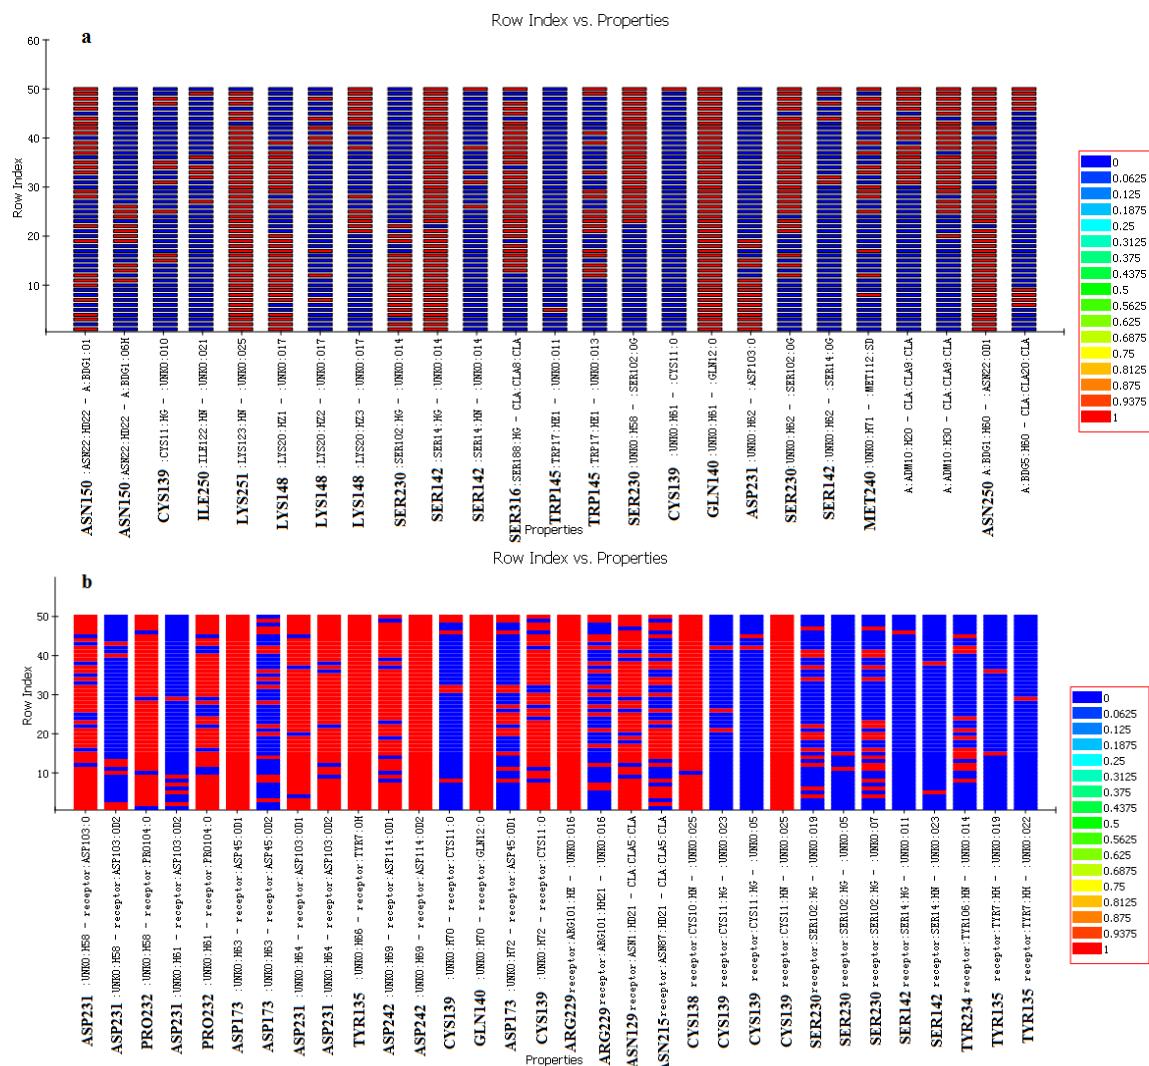 Row Index vs. Properties
a
60
50
40
30
20
10
Row Index
0
0.0625
0.125
0.1875
0.25
0.3125
0.375
0.4375
0.5
0.5625
0.625
0.6875
0.75
0.8125
0.875
0.9375
1
ASN150 :ASN22:HD22 - A:BDG1:O1
ASN150 :ASN22:HD22 - A:BDG1:O6H
CYS139 :CYS11:HG - :UNK0:O10
ILE250 :ILE122:HN - :UNK0:O21
LYS251 :LYS123:HN - :UNK0:O25
LYS148 :LYS20:HZ1 - :UNK0:O17
LYS148 :LYS20:HZ2 - :UNK0:O17
LYS148 :LYS20:HZ3 - :UNK0:O17
SER230 :SER102:HG - :UNK0:O14
SER142 :SER14:HG - :UNK0:O14
SER142 :SER14:HN - :UNK0:O14
SER316 :SER188:HG - CLA:CLA8:CLA
TRP145 :TRP17:HE1 - :UNK0:O11
TRP145 :TRP17:HE1 - :UNK0:O13
SER230 :UNK0:H58 - :SER102:OG
CYS139 :UNK0:H61 - :CYS11:O
GLN140 :UNK0:H61 - :GLN12:O
ASP231 :UNK0:H62 - :ASP103:O
SER230 :UNK0:H62 - :SER102:OG
SER142 :UNK0:H62 - :SER14:OG
MET240 :UNK0:H71 - :MET112:SD
A:ADM10:H20 - CLA:CLA9:CLA
A:ADM10:H30 - CLA:CLA9:CLA
ASN250 A:BDG1:H60 - :ASN22:OD1
A:BDG5:H60 - CLA:CLA20:CLA
Properties
Row Index vs. Properties
b
50
40
30
20
10
Row Index
0
0.0625
0.125
0.1875
0.25
0.3125
0.375
0.4375
0.5
0.5625
0.625
0.6875
0.75
0.8125
0.875
0.9375
1
ASP231 :UNK0:H58 - receptor:ASP103:O
ASP231 :UNK0:H58 - receptor:ASP103:OD2
PRO232 :UNK0:H58 - receptor:PRO104:O
ASP231 :UNK0:H61 - receptor:ASP103:OD2
PRO232 :UNK0:H61 - receptor:PRO104:O
ASP173 :UNK0:H63 - receptor:ASP45:OD1
ASP173 :UNK0:H63 - receptor:ASP45:OD2
ASP231 :UNK0:H64 - receptor:ASP103:OD1
ASP231 :UNK0:H64 - receptor:ASP103:OD2
TYR135 :UNK0:H66 - receptor:TYR7:OH
ASP242 :UNK0:H69 - receptor:ASP114:OD1
ASP242 :UNK0:H69 - receptor:ASP114:OD2
CYS139 :UNK0:H70 - receptor:CYS11:O
GLN140 :UNK0:H70 - receptor:GLN12:O
ASP173 :UNK0:H72 - receptor:ASP45:OD1
CYS139 :UNK0:H72 - receptor:CYS11:O
ARG229 receptor:ARG101:HE - :UNK0:O16
ARG229 receptor:ARG101:HH21 - :UNK0:O16
ASN129 receptor:ASN1:HD21 - CLA:CLA5:CLA
ASN215 receptor:ASN87:HD21 - CLA:CLA5:CLA
CYS138 receptor:CYS10:HN - :UNK0:O25
CYS139 receptor:CYS11:HG - :UNK0:O23
CYS139 receptor:CYS11:HG - :UNK0:O5
CYS139 receptor:CYS11:HN - :UNK0:O25
SER230 receptor:SER102:HG - :UNK0:O19
SER230 receptor:SER102:HG - :UNK0:O5
SER230 receptor:SER102:HG - :UNK0:O7
SER142 receptor:SER14:HG - :UNK0:O11
SER142 receptor:SER14:HN - :UNK0:O23
TYR234 receptor:TYR106:HN - :UNK0:O14
TYR135 receptor:TYR7:HH - :UNK0:O19
TYR135 receptor:TYR7:HH - :UNK0:O22
Properties